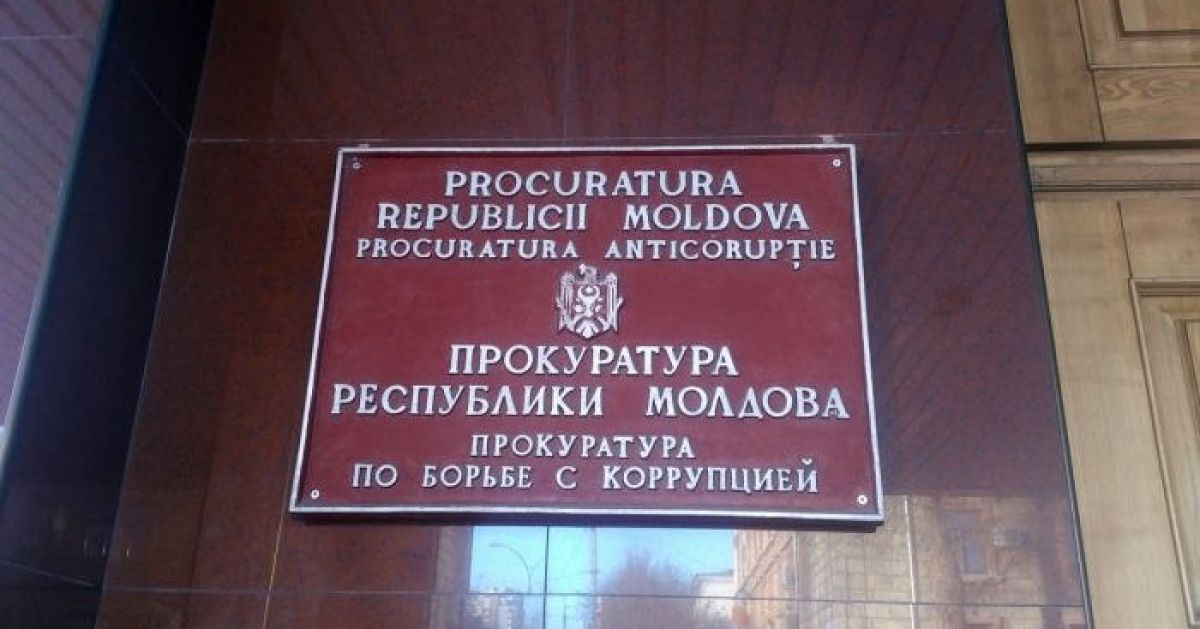 PROCURATURA
REPUBLICII MOLDOVA
PROCURATURA ANTICORUPȚIE
ПРОКУРАТУРА
РЕСПУБЛИКИ МОЛДОВА
ПРОКУРАТУРА
ПО БОРЬБЕ С КОРРУПЦИЕЙ